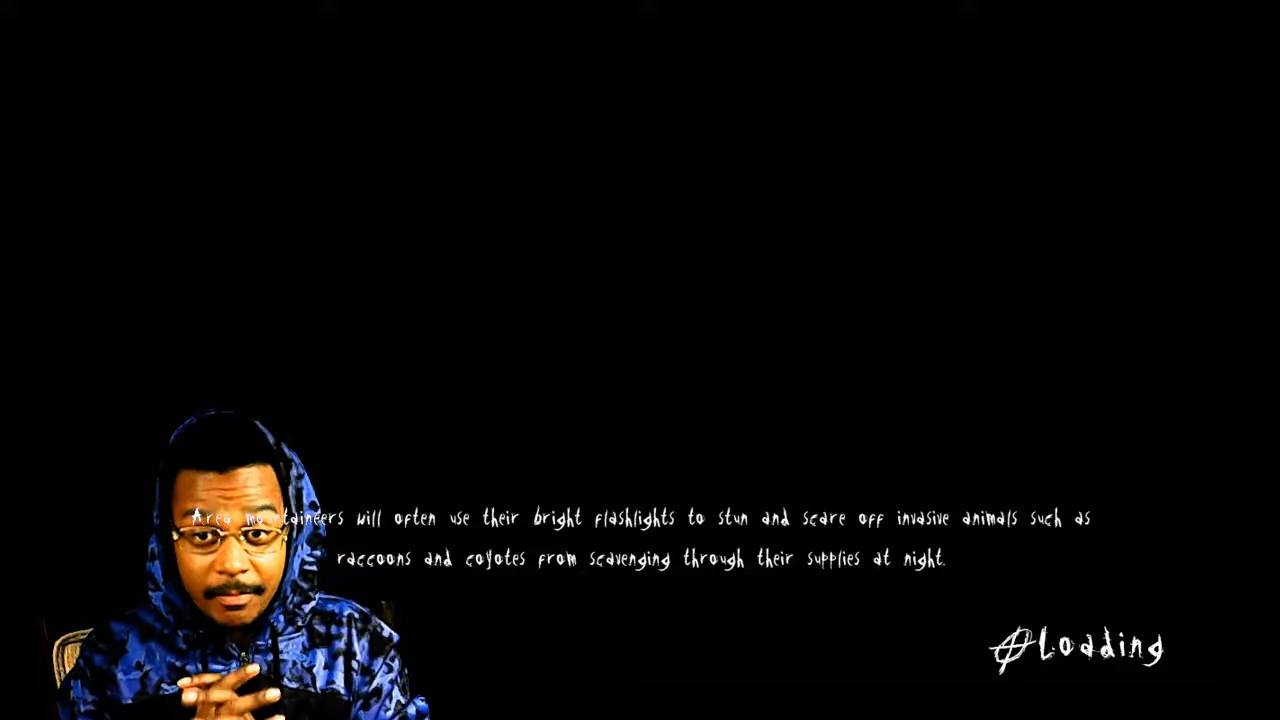 Area mountaineers will often use their bright flashlights to stun and scare off invasive animals such as
raccoons and coyotes from scavenging through their supplies at night.
Loading